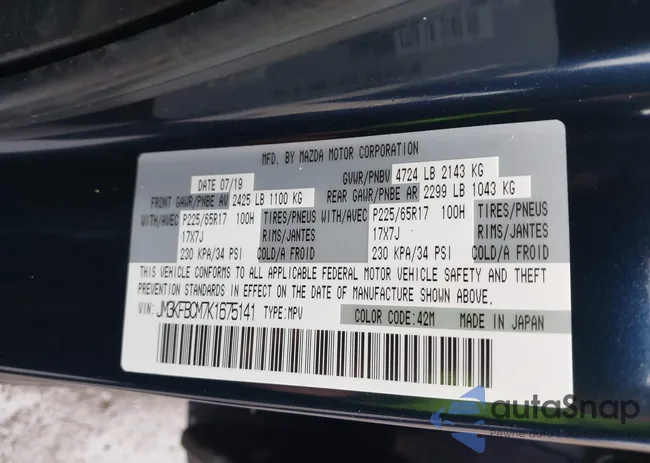 MFD. BY MAZDA MOTOR CORPORATION
DATE 07/19 GVWR/PNBV 4724 LB 2143 KG
FRONT GAWR/PNBE AV 2425 LB 1100 KG REAR GAWR/PNBE AR 2299 LB 1043 KG
WITH/AVEC P225/65R17 100H TIRES/PNEUS WITH/AVEC P225/65R17 100H TIRES/PNEUS
17X7J RIMS/JANTES 17X7J RIMS/JANTES
230 KPA/34 PSI COLD/A FROID 230 KPA/34 PSI COLD/A FROID
THIS VEHICLE CONFORMS TO ALL APPLICABLE FEDERAL MOTOR VEHICLE SAFETY AND THEFT
PREVENTION STANDARDS IN EFFECT ON THE DATE OF MANUFACTURE SHOWN ABOVE.
VIN: JM3KFBCM7K1675141 TYPE:MPV COLOR CODE:42M MADE IN JAPAN
autaSnap
Pewne auta